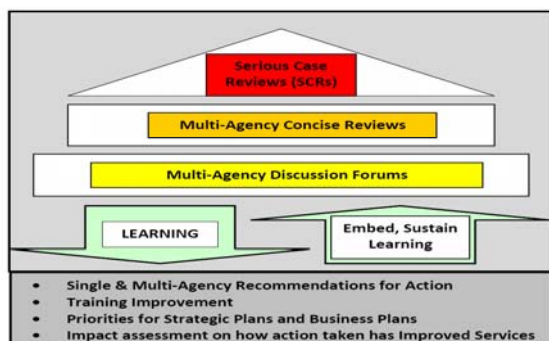 Serious Case
Reviews (SCRs)
Multi-Agency Concise Reviews
Multi-Agency Discussion Forums
LEARNING
Embed, Sustain
Learning
• Single & Multi-Agency Recommendations for Action
• Training Improvement
• Priorities for Strategic Plans and Business Plans
• Impact assessment on how action taken has Improved Services